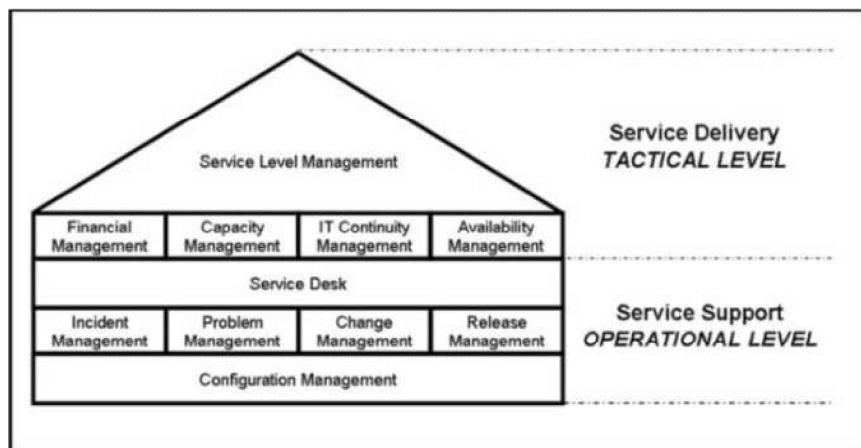 Service Level Management
Service Delivery
TACTICAL LEVEL
Financial
Management
Capacity
Management
IT Continuity
Management
Availability
Management
Service Desk
Incident
Management
Problem
Management
Change
Management
Release
Management
Service Support
OPERATIONAL LEVEL
Configuration Management